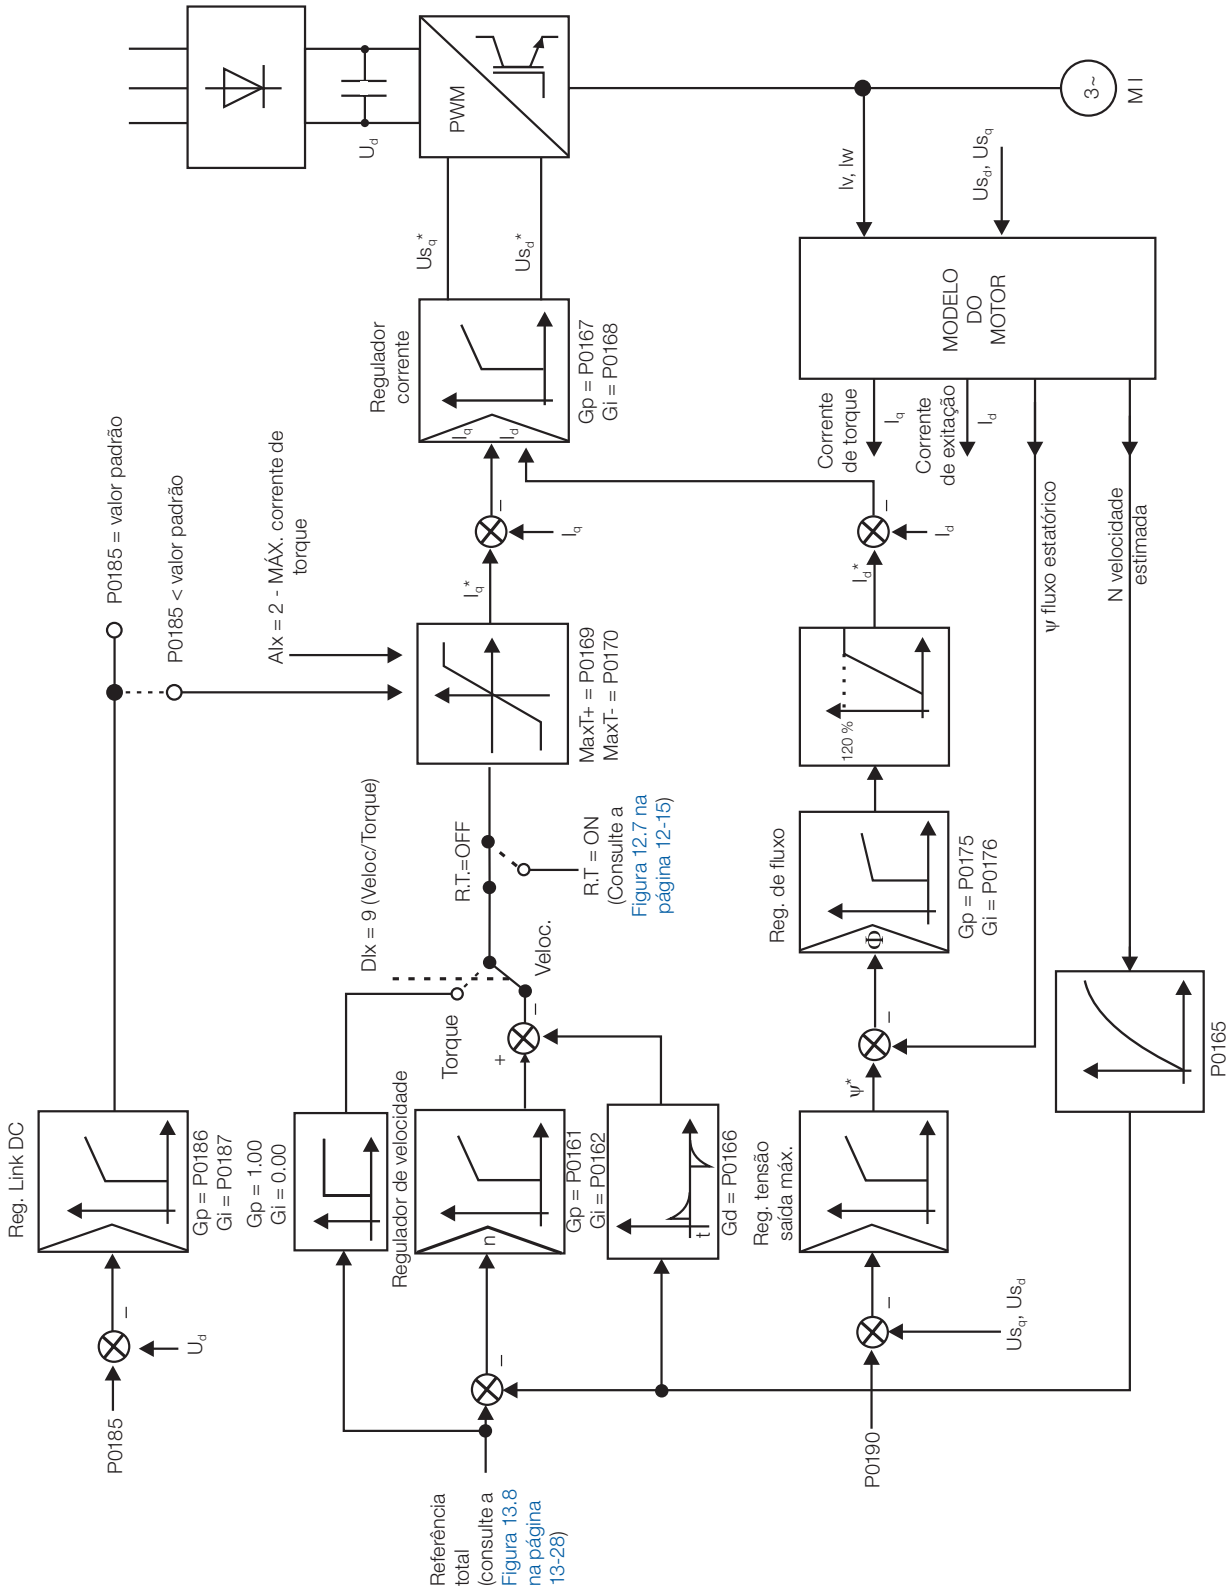 Reg. Link DC
Gp = P0186
Gi = P0187
P0185
–
U_d
P0185 = valor padrão
P0185 < valor padrão
AIx = 2 - MÁX. corrente de
torque
U_d
PWM
Gp = 1.00
Gi = 0.00
Torque
DIx = 9 (Veloc/Torque)
Veloc.
R.T.=OFF
R.T = ON
(Consulte a
Figura 12.7 na
página 12-15)
Referência
total
(consulte a
Figura 13.8
na página
13-28)
–
Regulador de velocidade
n
Gp = P0161
Gi = P0162
+
–
t
Gd = P0166
MaxT+ = P0169
MaxT- = P0170
I_q*
–
I_q
Regulador
corrente
I_q
I_d
Gp = P0167
Gi = P0168
Us_q*
Us_d*
3~
M I
P0190
–
Us_q, Us_d
Reg. tensão
saída máx.
ψ*
–
Reg. de fluxo
Φ
Gp = P0175
Gi = P0176
120 %
I_d*
–
I_d
Corrente
de torque
I_q
Corrente
de exitação
I_d
Iv, Iw
Us_d, Us_q
MODELO
DO
MOTOR
ψ fluxo estatórico
N velocidade
estimada
P0165